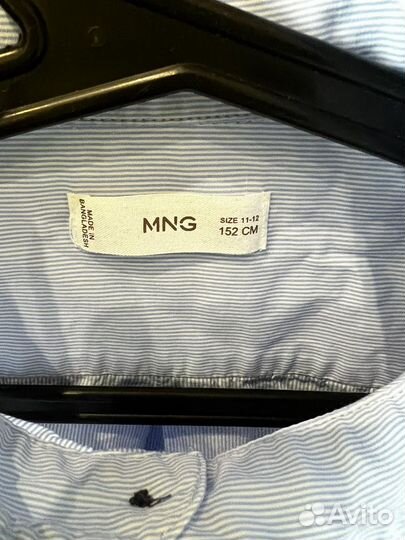 MADE IN
BANGLADESH
MNG
SIZE 11-12
152 CM
Avito